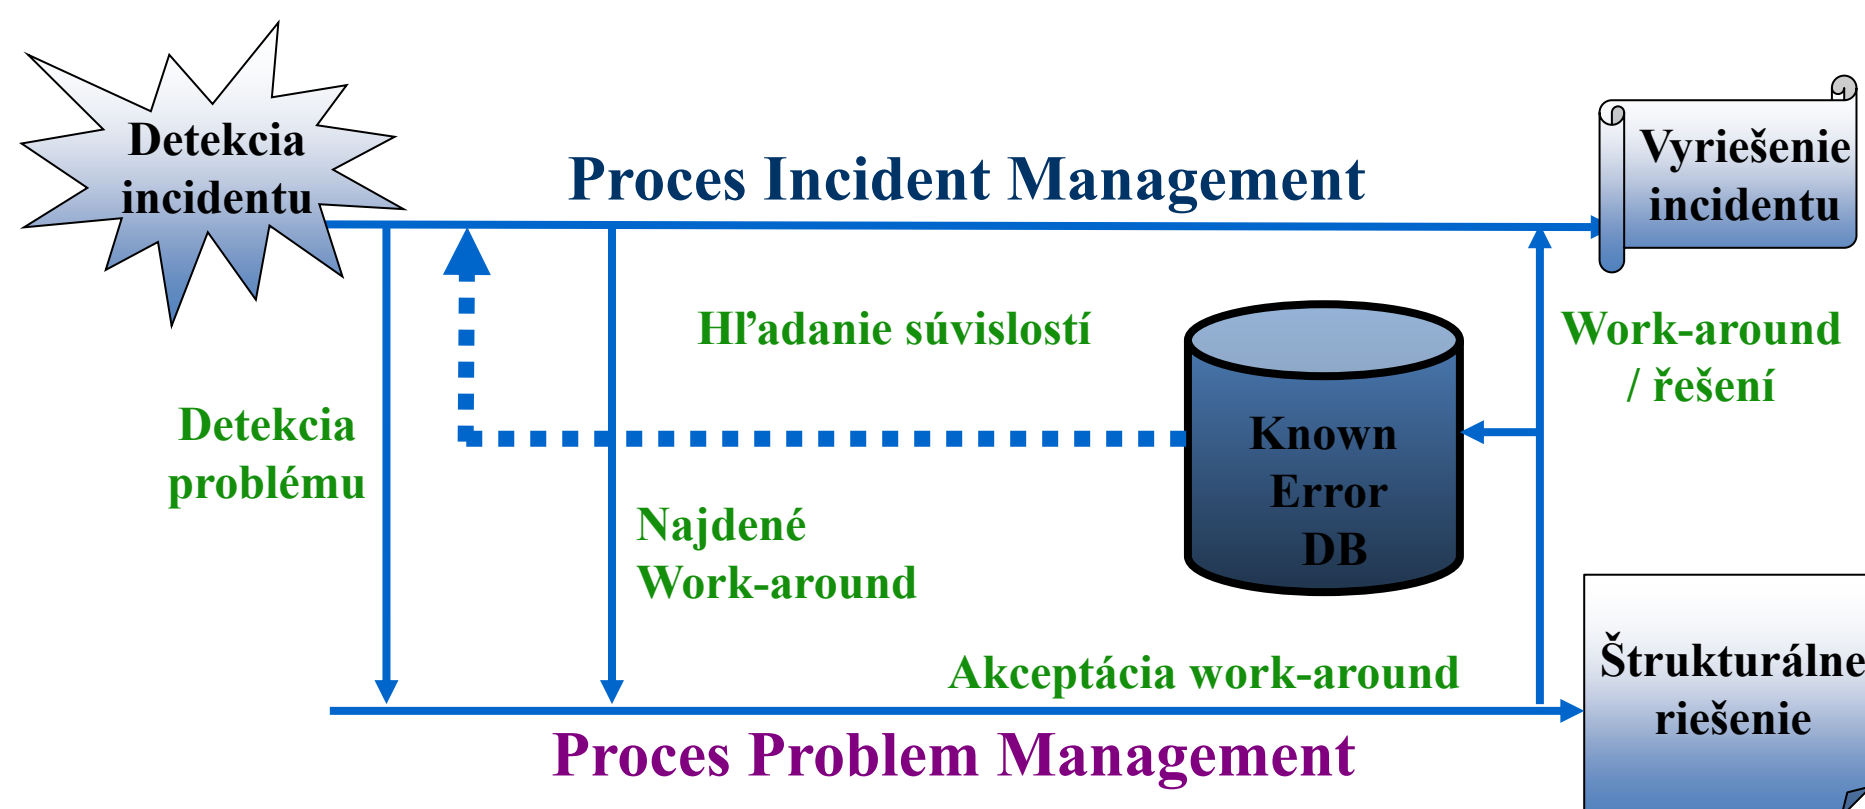 Detekcia
incidentu
Proces Incident Management
Vyriešenie
incidentu
Hľadanie súvislostí
Work-around
/ řešení
Detekcia
problému
Known
Error
DB
Najdené
Work-around
Akceptácia work-around
Štrukturálne
riešenie
Proces Problem Management